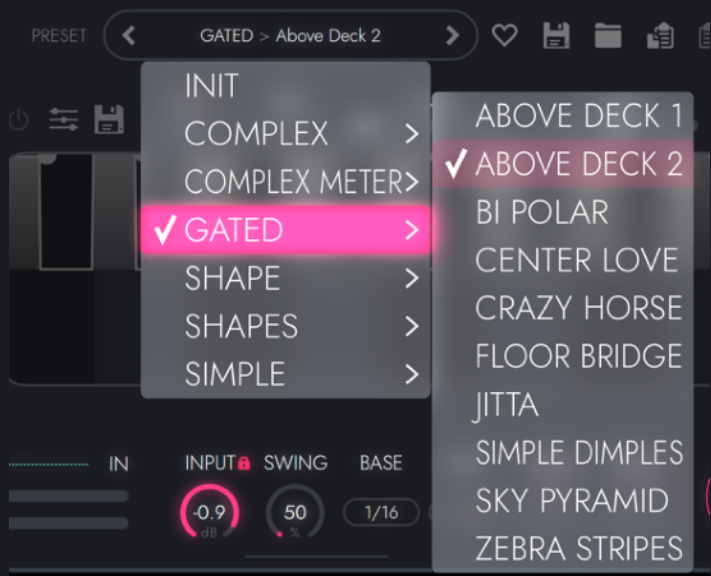 PRESET
GATED > Above Deck 2
INIT
COMPLEX
COMPLEX METER
GATED
SHAPE
SHAPES
SIMPLE
ABOVE DECK 1
ABOVE DECK 2
BI POLAR
CENTER LOVE
CRAZY HORSE
FLOOR BRIDGE
JITTA
SIMPLE DIMPLES
SKY PYRAMID
ZEBRA STRIPES
IN
INPUT
SWING
BASE
-0.9
dB
50
%
1/16